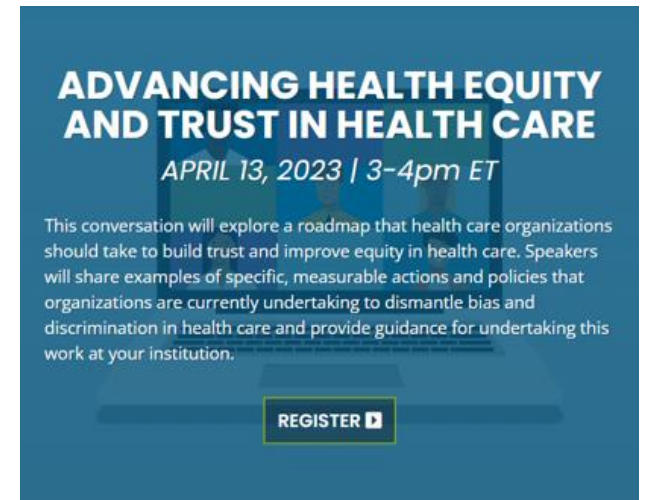 ADVANCING HEALTH EQUITY
AND TRUST IN HEALTH CARE
APRIL 13, 2023 | 3-4pm ET
This conversation will explore a roadmap that health care organizations
should take to build trust and improve equity in health care. Speakers
will share examples of specific, measurable actions and policies that
organizations are currently undertaking to dismantle bias and
discrimination in health care and provide guidance for undertaking this
work at your institution.
REGISTER